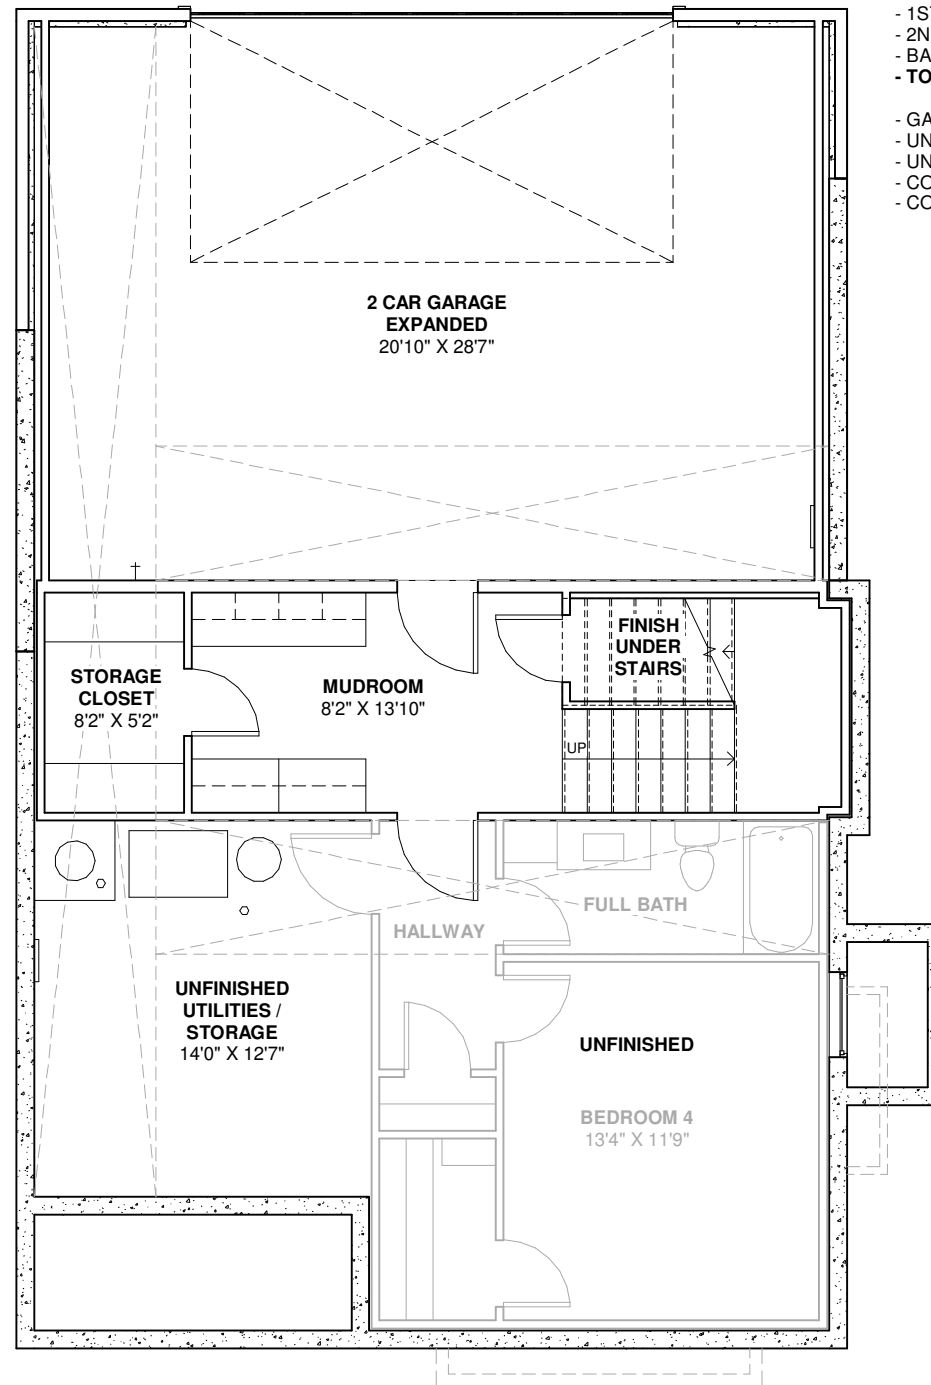 - 1ST
- 2N
- BA
- TO
- GA
- UN
- UN
- CO
- CO
2 CAR GARAGE
EXPANDED
20'10" X 28'7"
FINISH
UNDER
STAIRS
STORAGE
CLOSET
8'2" X 5'2"
MUDROOM
8'2" X 13'10"
UP
FULL BATH
HALLWAY
UNFINISHED
UTILITIES /
STORAGE
14'0" X 12'7"
UNFINISHED
BEDROOM 4
13'4" X 11'9"